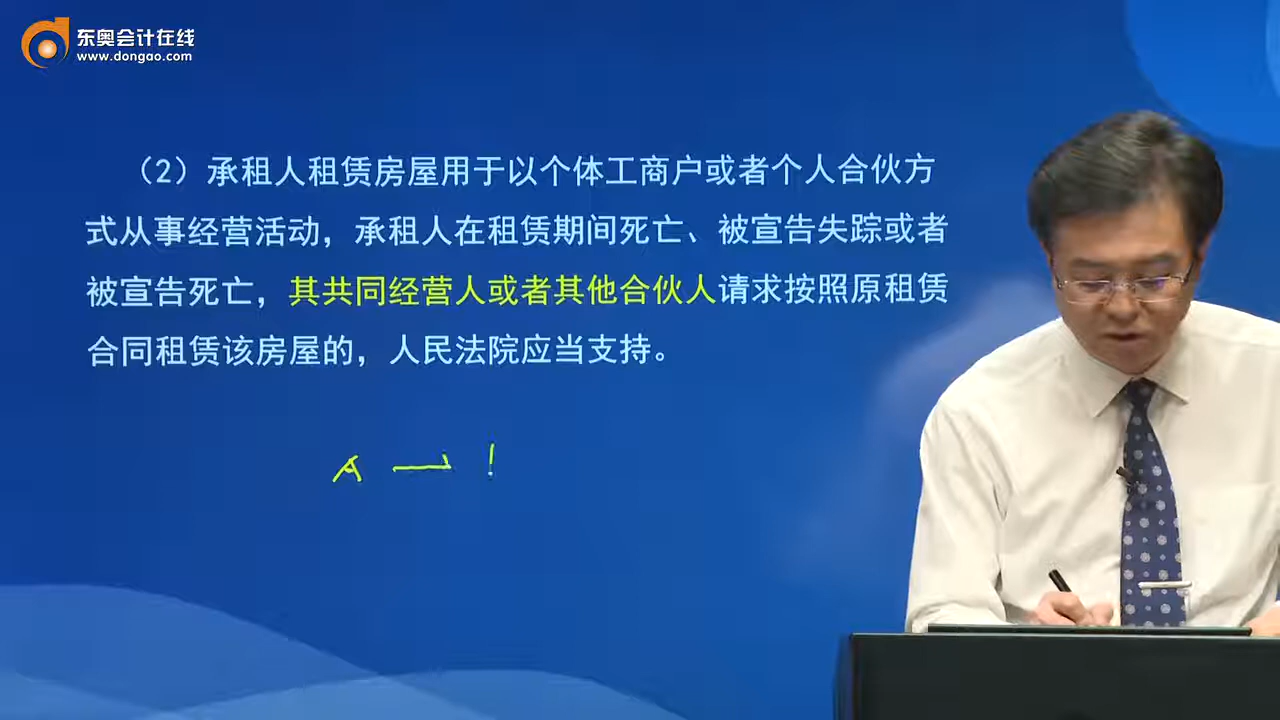 东奥会计在线
www.dongao.com
（2）承租人租赁房屋用于以个体工商户或者个人合伙方
式从事经营活动，承租人在租赁期间死亡、被宣告失踪或者
被宣告死亡，其共同经营人或者其他合伙人请求按照原租赁
合同租赁该房屋的，人民法院应当支持。
A